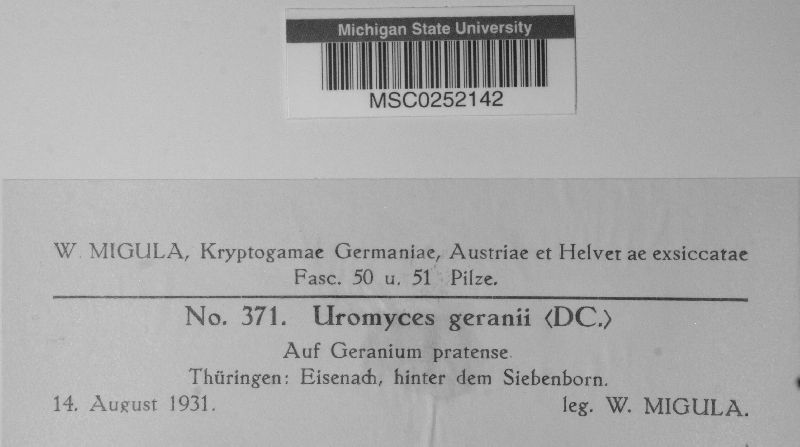 Michigan State University
MSC0252142
W. MIGULA, Kryptogamae Germaniae, Austriae et Helvet ae exsiccatae
Fasc. 50 u. 51 Pilze.
No. 371. Uromyces geranii (DC.)
Auf Geranium pratense.
Thüringen: Eisenach, hinter dem Siebenborn.
14. August 1931. leg. W. MIGULA.